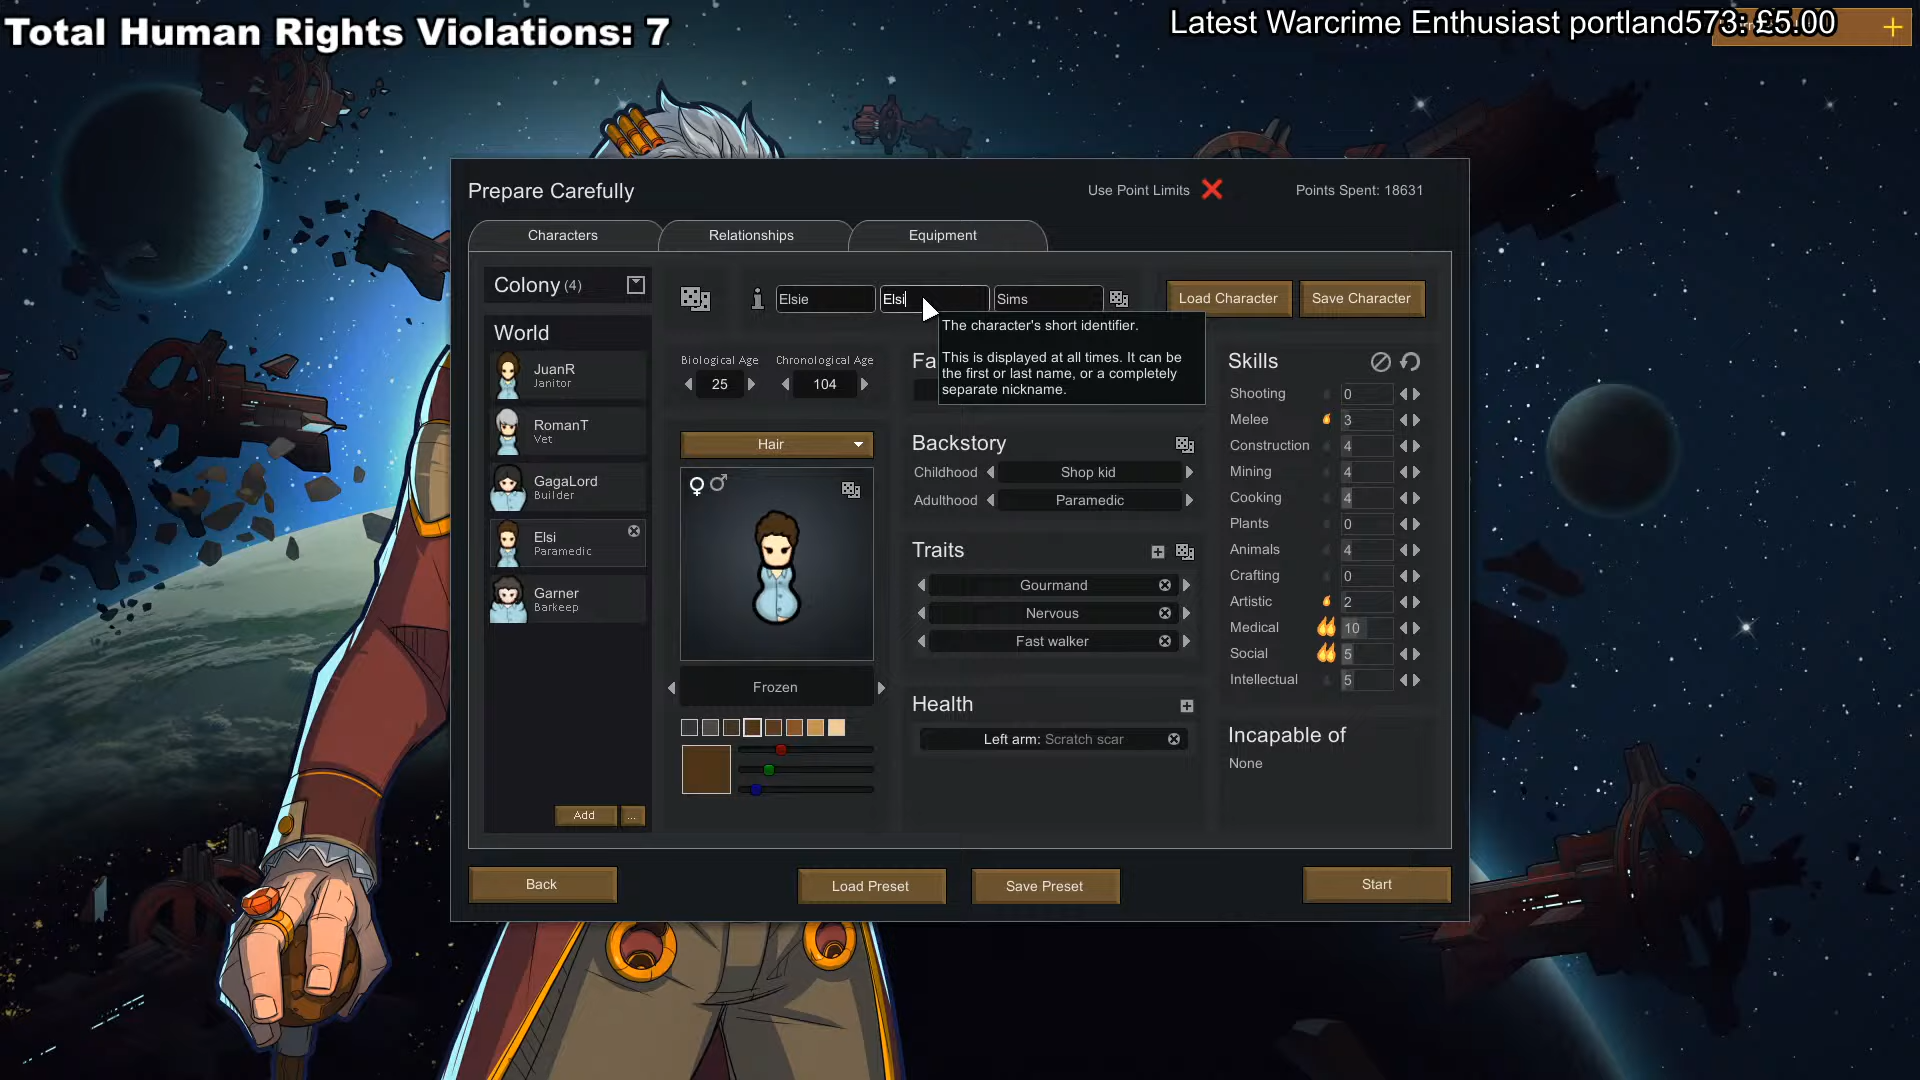 Total Human Rights Violations: 7
Latest Warcrime Enthusiast portland573: £5.00
Prepare Carefully
Use Point Limits
Points Spent: 18631
Characters
Relationships
Equipment
Colony (4)
World
JuanR
Janitor
RomanT
Vet
GagaLord
Builder
Elsi
Paramedic
Garner
Barkeep
Add
...
Elsie
Elsi
Sims
Load Character
Save Character
The character's short identifier.
This is displayed at all times. It can be
the first or last name, or a completely
separate nickname.
Biological Age
Chronological Age
25
104
Hair
Frozen
Fa
Backstory
Childhood
Shop kid
Adulthood
Paramedic
Traits
Gourmand
Nervous
Fast walker
Health
Left arm: Scratch scar
Skills
Shooting 0
Melee 3
Construction 4
Mining 4
Cooking 4
Plants 0
Animals 4
Crafting 0
Artistic 2
Medical 10
Social 5
Intellectual 5
Incapable of
None
Back
Load Preset
Save Preset
Start